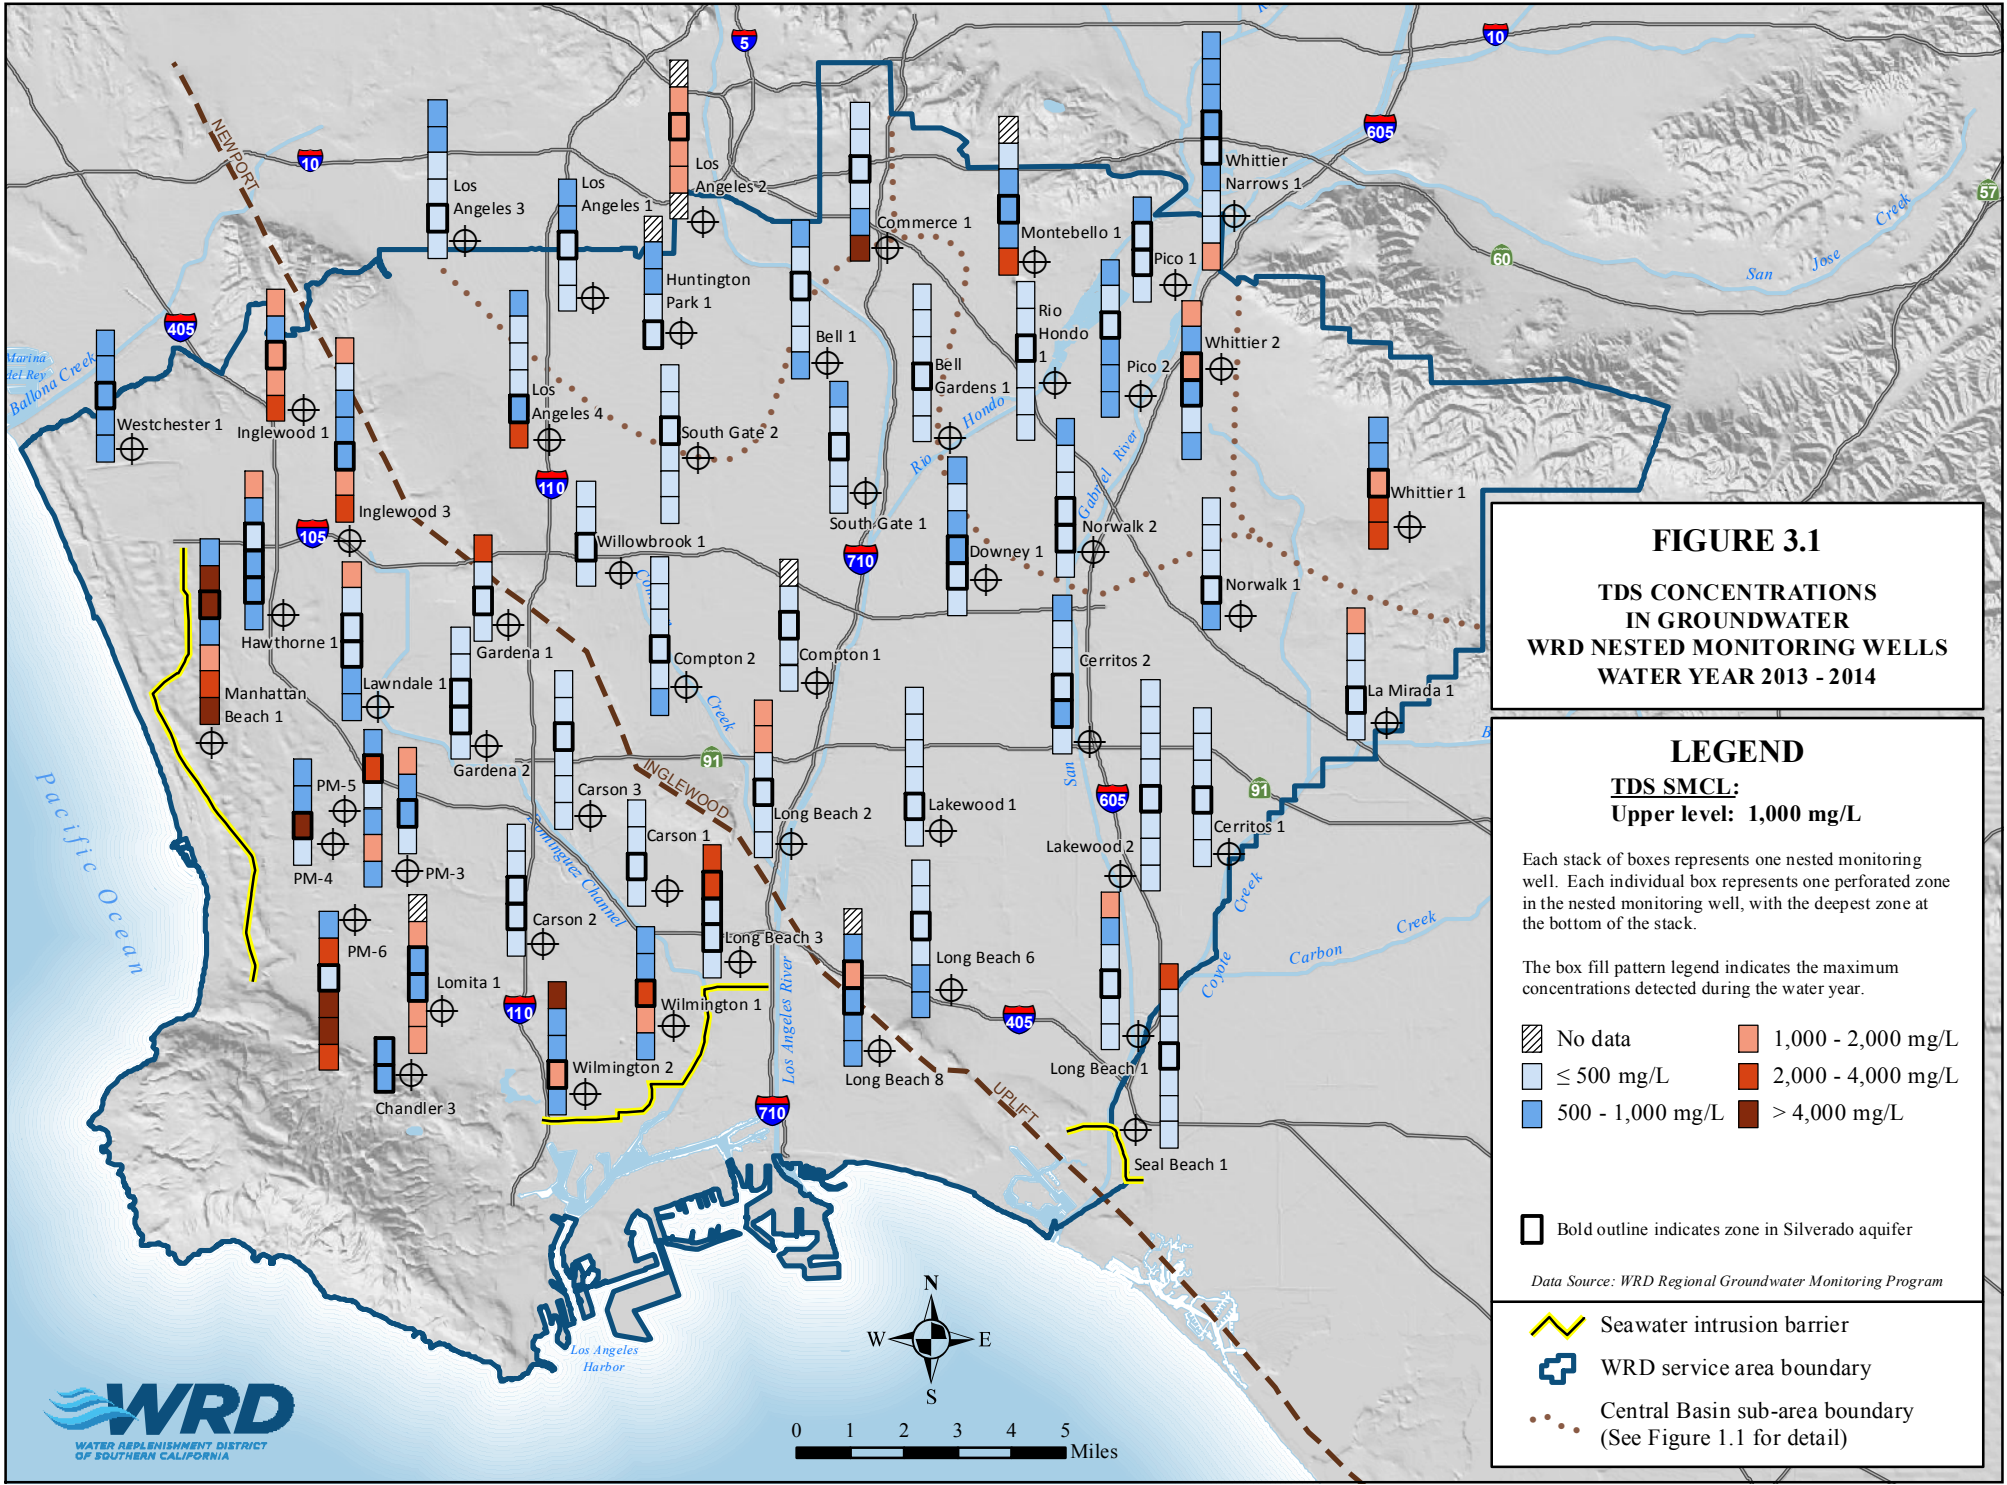 5
10
10
605
57
60
405
110
105
710
91
605
91
110
405
710
NEWPORT
INGLEWOOD
UPLIFT
Los
Angeles 3
Los
Angeles 1
Los
Angeles 2
Huntington
Park 1
Commerce 1
Montebello 1
Whittier
Narrows 1
Pico 1
San
Jose
Creek
Marina
del Rey
Ballona Creek
Westchester 1
Inglewood 1
Inglewood 3
Los
Angeles 4
Bell 1
Bell
Gardens 1
Rio
Hondo
1
Pico 2
Whittier 2
South Gate 2
South Gate 1
Rio
Hondo
Gabriel
River
Norwalk 2
Whittier 1
Hawthorne 1
Gardena 1
Willowbrook 1
Downey 1
Norwalk 1
Manhattan
Beach 1
Lawndale 1
Gardena 2
Compton 2
Compton 1
Creek
Cerritos 2
La Mirada 1
Pacific Ocean
PM-5
PM-4
PM-3
PM-6
Carson 3
Carson 1
Carson 2
Dominguez Channel
Long Beach 2
Lakewood 1
San
Lakewood 2
Cerritos 1
Lomita 1
Chandler 3
Long Beach 3
Wilmington 1
Wilmington 2
Los Angeles River
Long Beach 6
Long Beach 8
Long Beach 1
Seal Beach 1
Coyote
Creek
Carbon
Creek
B
Los Angeles
Harbor
FIGURE 3.1
TDS CONCENTRATIONS
IN GROUNDWATER
WRD NESTED MONITORING WELLS
WATER YEAR 2013 - 2014
LEGEND
TDS SMCL:
Upper level: 1,000 mg/L
Each stack of boxes represents one nested monitoring
well. Each individual box represents one perforated zone
in the nested monitoring well, with the deepest zone at
the bottom of the stack.
The box fill pattern legend indicates the maximum
concentrations detected during the water year.
No data
≤ 500 mg/L
500 - 1,000 mg/L
1,000 - 2,000 mg/L
2,000 - 4,000 mg/L
> 4,000 mg/L
Bold outline indicates zone in Silverado aquifer
Data Source: WRD Regional Groundwater Monitoring Program
Seawater intrusion barrier
WRD service area boundary
Central Basin sub-area boundary
(See Figure 1.1 for detail)
N
W
E
S
0 1 2 3 4 5
Miles
WRD
WATER REPLENISHMENT DISTRICT
OF SOUTHERN CALIFORNIA